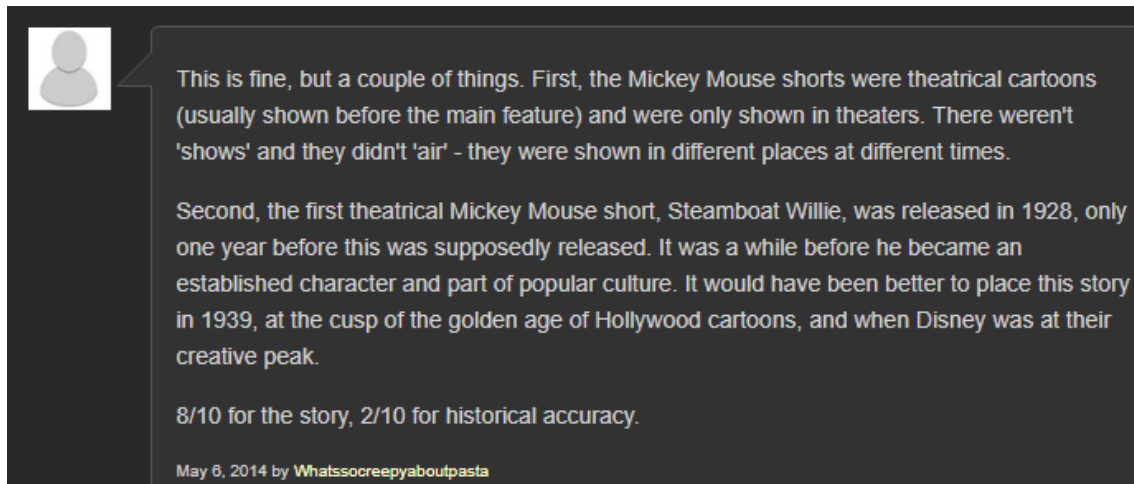 This is fine, but a couple of things. First, the Mickey Mouse shorts were theatrical cartoons
(usually shown before the main feature) and were only shown in theaters. There weren't
'shows' and they didn't 'air' - they were shown in different places at different times.
Second, the first theatrical Mickey Mouse short, Steamboat Willie, was released in 1928, only
one year before this was supposedly released. It was a while before he became an
established character and part of popular culture. It would have been better to place this story
in 1939, at the cusp of the golden age of Hollywood cartoons, and when Disney was at their
creative peak.
8/10 for the story, 2/10 for historical accuracy.
May 6, 2014 by Whatssocreepyaboutpasta